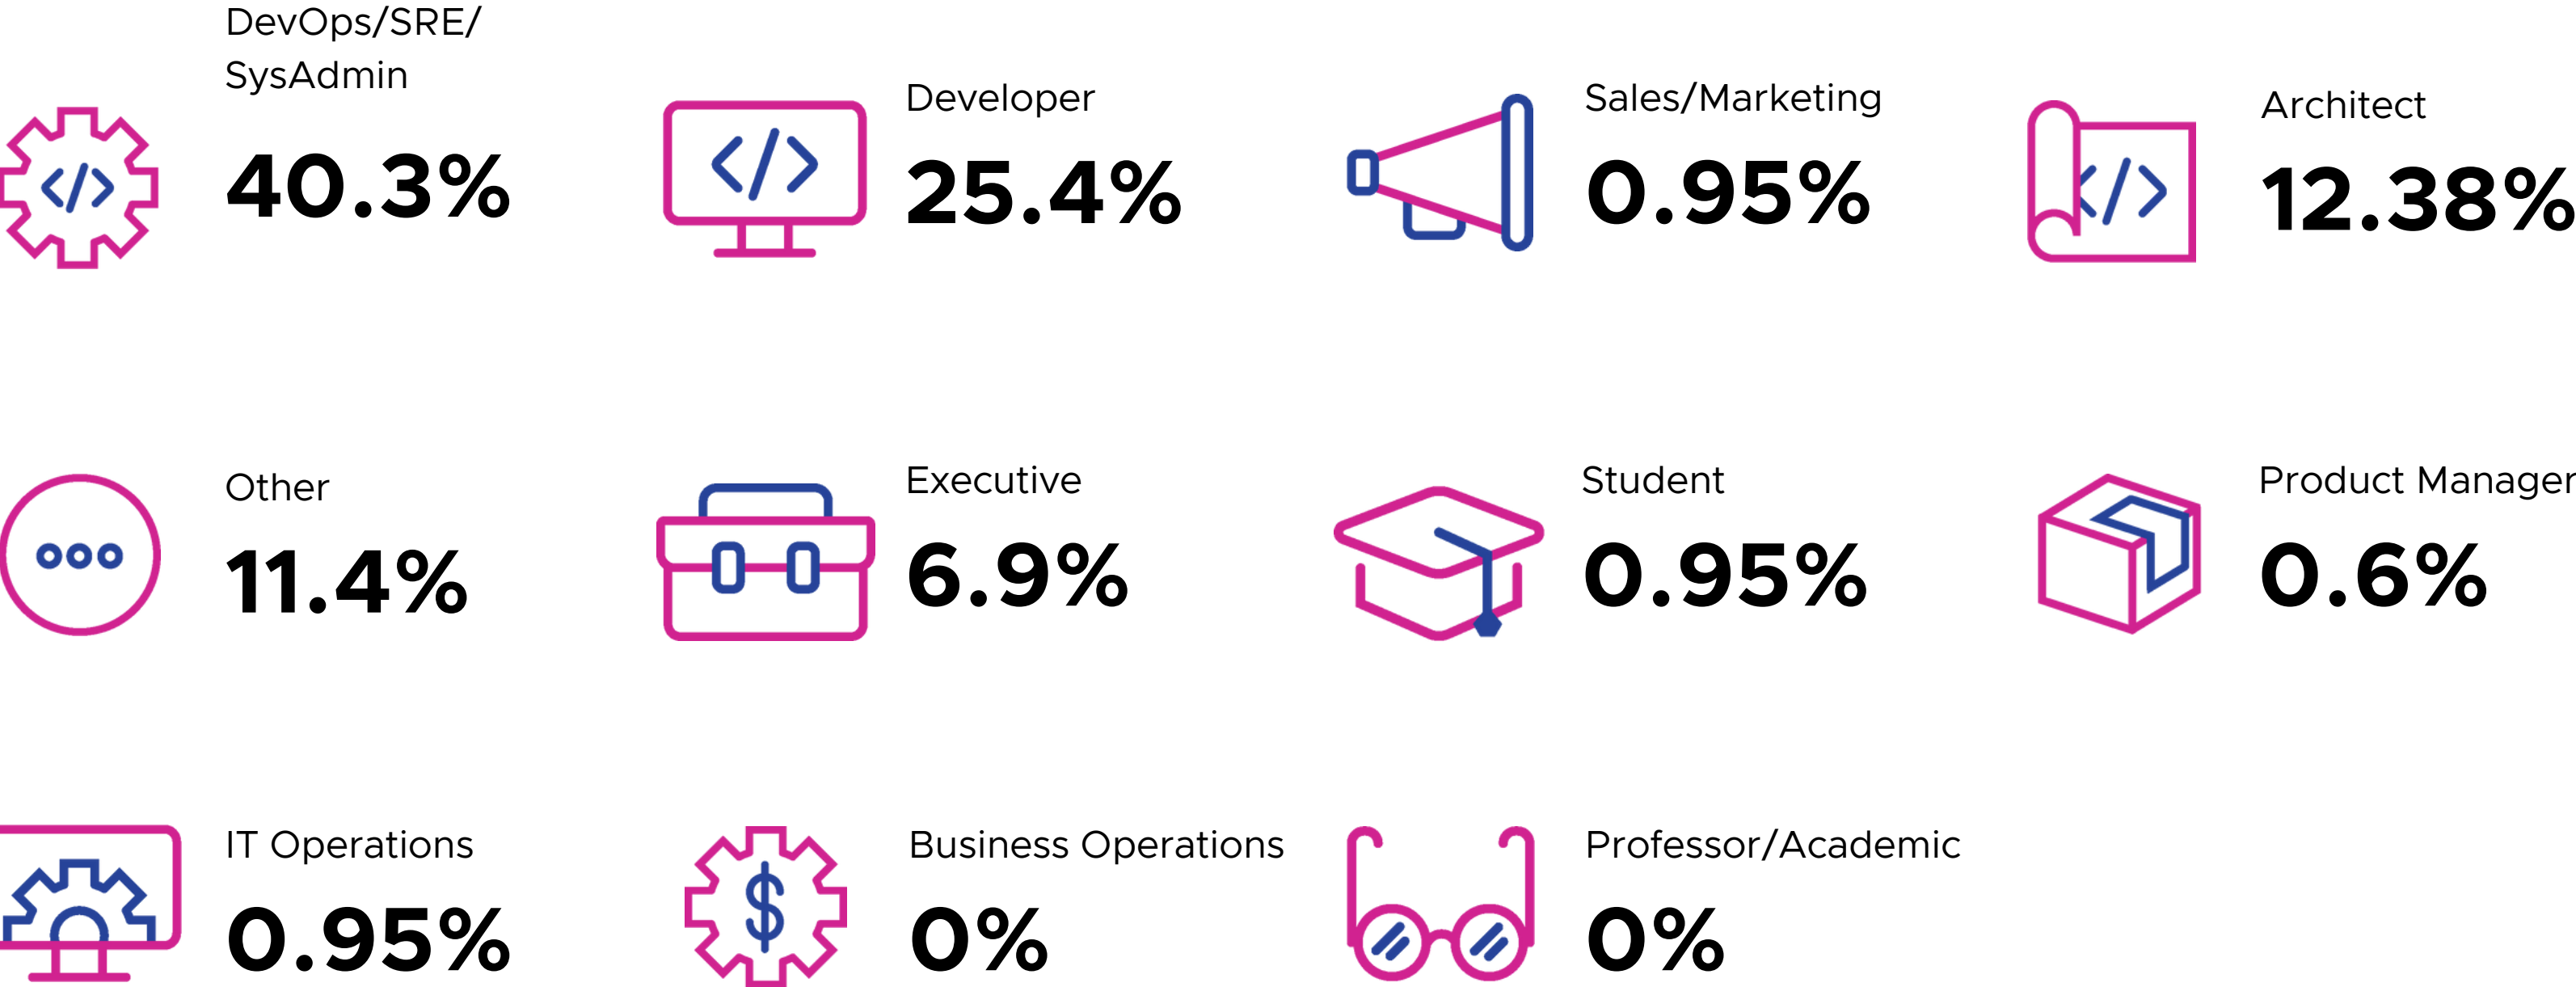 DevOps/SRE/
SysAdmin
40.3%
Developer
25.4%
Sales/Marketing
0.95%
Architect
12.38%
Other
11.4%
Executive
6.9%
Student
0.95%
Product Manager
0.6%
IT Operations
0.95%
Business Operations
0%
Professor/Academic
0%